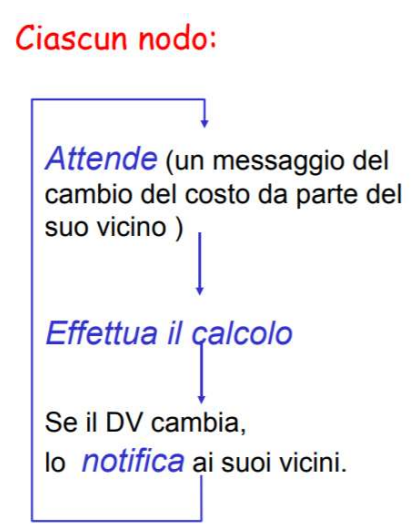 Ciascun nodo:
Attende (un messaggio del
cambio del costo da parte del
suo vicino )
Effettua il calcolo
Se il DV cambia,
lo notifica ai suoi vicini.